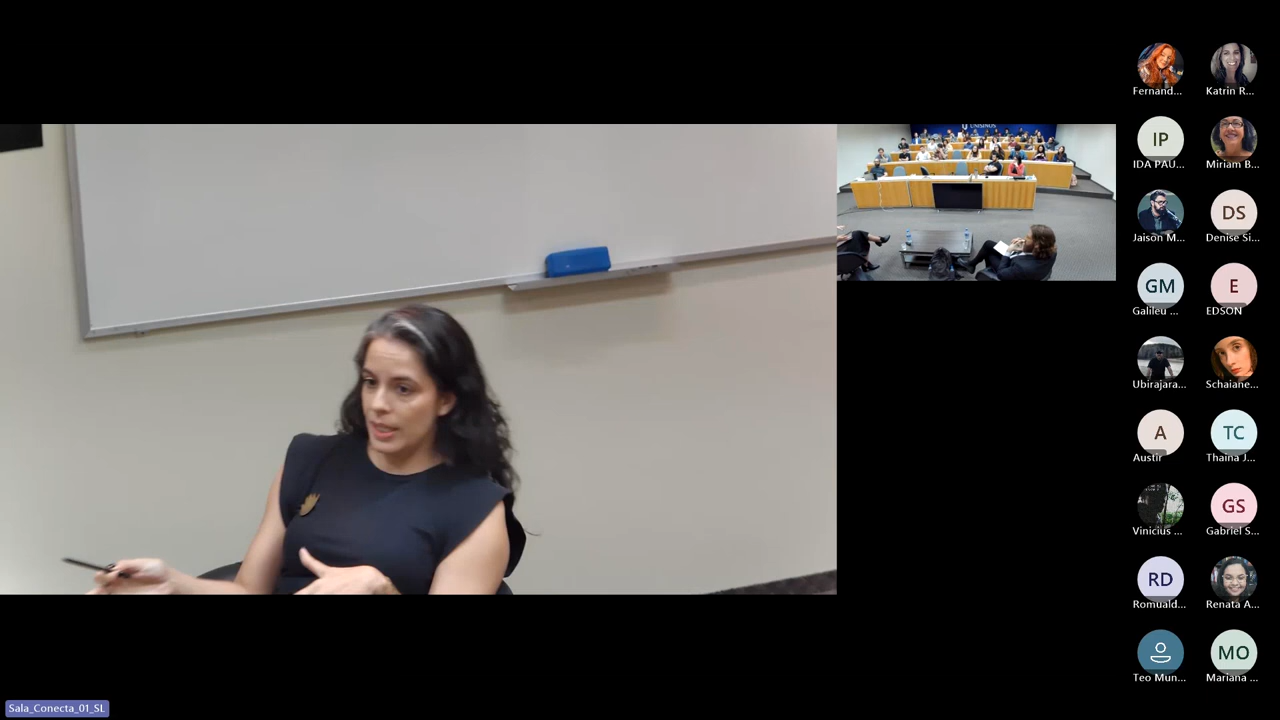 UNISINOS
Fernand...
Katrin R...
IP
IDA PAU...
Miriam B...
Jaison M...
DS
Denise Si...
GM
Galileu ...
E
EDSON
Ubirajara...
Schaiane...
A
Austir
TC
Thaina J...
Vinicius ...
GS
Gabriel S...
RD
Romuald...
Renata A...
Teo Mun...
MO
Mariana ...
Sala_Conecta_01_SL